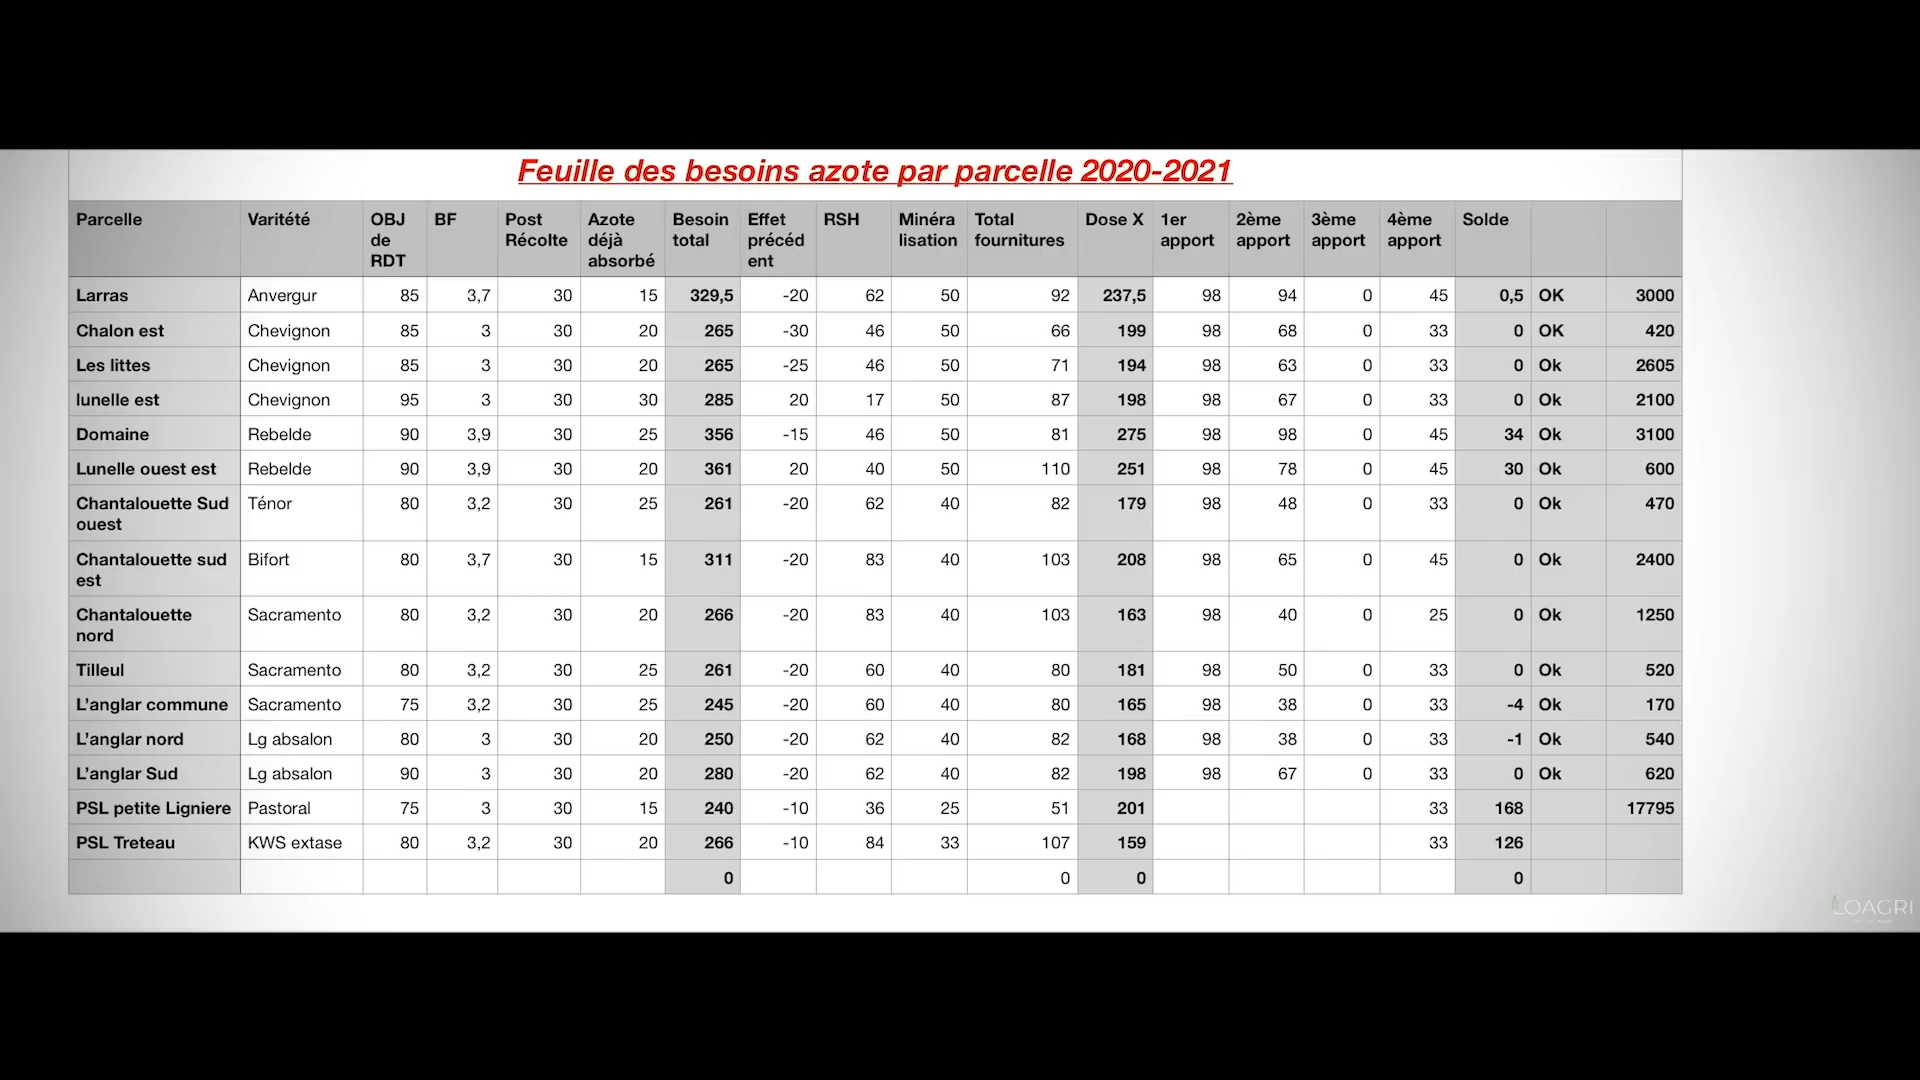 Feuille des besoins azote par parcelle 2020-2021
Parcelle Varitété OBJ de RDT BF Post Récolte Azote déjà absorbé Besoin total Effet précéd ent RSH Minéra lisation Total fournitures Dose X 1er apport 2ème apport 3ème apport 4ème apport Solde
Larras Anvergur 85 3,7 30 15 329,5 -20 62 50 92 237,5 98 94 0 45 0,5 OK 3000
Chalon est Chevignon 85 3 30 20 265 -30 46 50 66 199 98 68 0 33 0 OK 420
Les littes Chevignon 85 3 30 20 265 -25 46 50 71 194 98 63 0 33 0 Ok 2605
lunelle est Chevignon 95 3 30 30 285 20 17 50 87 198 98 67 0 33 0 Ok 2100
Domaine Rebelde 90 3,9 30 25 356 -15 46 50 81 275 98 98 0 45 34 Ok 3100
Lunelle ouest est Rebelde 90 3,9 30 20 361 20 40 50 110 251 98 78 0 45 30 Ok 600
Chantalouette Sud ouest Ténor 80 3,2 30 25 261 -20 62 40 82 179 98 48 0 33 0 Ok 470
Chantalouette sud est Bifort 80 3,7 30 15 311 -20 83 40 103 208 98 65 0 45 0 Ok 2400
Chantalouette nord Sacramento 80 3,2 30 20 266 -20 83 40 103 163 98 40 0 25 0 Ok 1250
Tilleul Sacramento 80 3,2 30 25 261 -20 60 40 80 181 98 50 0 33 0 Ok 520
L’anglar commune Sacramento 75 3,2 30 25 245 -20 60 40 80 165 98 38 0 33 -4 Ok 170
L’anglar nord Lg absalon 80 3 30 20 250 -20 62 40 82 168 98 38 0 33 -1 Ok 540
L’anglar Sud Lg absalon 90 3 30 20 280 -20 62 40 82 198 98 67 0 33 0 Ok 620
PSL petite Ligniere Pastoral 75 3 30 15 240 -10 36 25 51 201 33 168 17795
PSL Treteau KWS extase 80 3,2 30 20 266 -10 84 33 107 159 33 126
0 0 0 0
LOAGRI